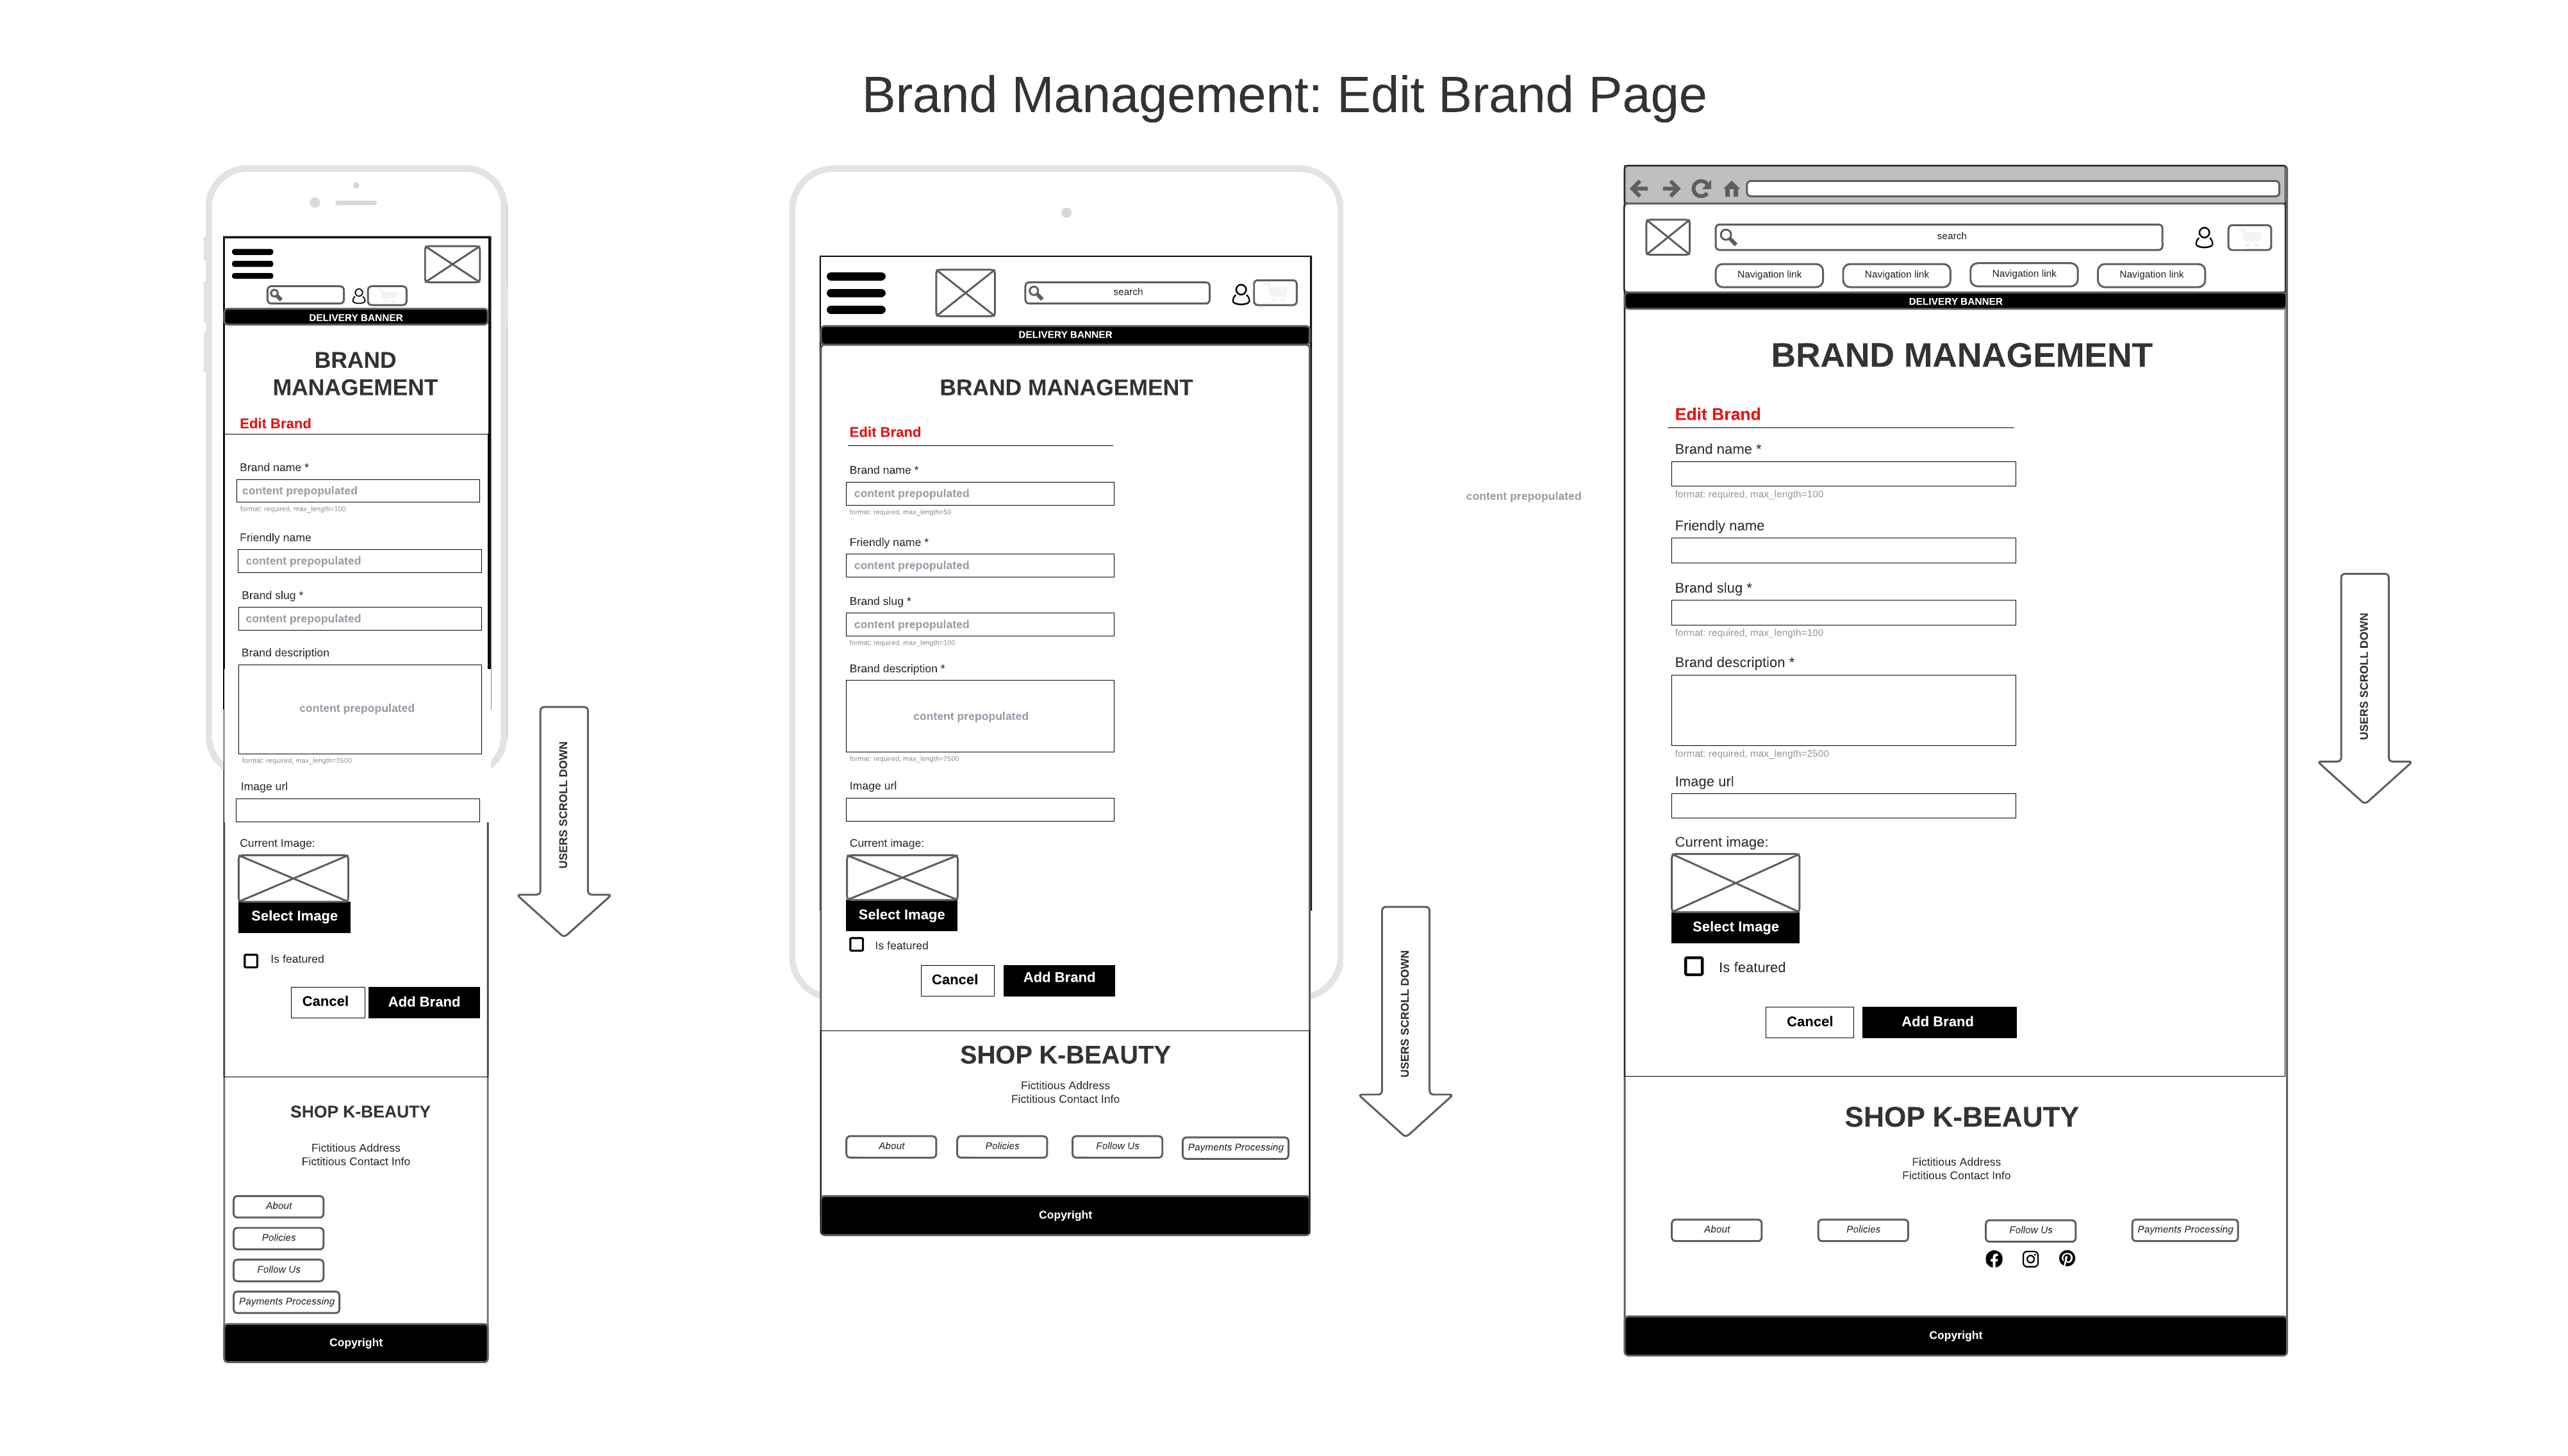 Brand Management: Edit Brand Page
DELIVERY BANNER
BRAND
MANAGEMENT
Edit Brand
Brand name *
content prepopulated
format: required, max_length=100
Friendly name
content prepopulated
Brand slug *
content prepopulated
Brand description
content prepopulated
format: required, max_length=2500
Image url
Current Image:
Select Image
Is featured
Cancel
Add Brand
SHOP K-BEAUTY
Fictitious Address
Fictitious Contact Info
About
Policies
Follow Us
Payments Processing
Copyright
USERS SCROLL DOWN
search
DELIVERY BANNER
BRAND MANAGEMENT
Edit Brand
Brand name *
content prepopulated
format: required, max_length=50
Friendly name *
content prepopulated
Brand slug *
content prepopulated
format: required, max_length=100
Brand description *
content prepopulated
format: required, max_length=2500
Image url
Current image:
Select Image
Is featured
Cancel
Add Brand
SHOP K-BEAUTY
Fictitious Address
Fictitious Contact Info
About
Policies
Follow Us
Payments Processing
Copyright
USERS SCROLL DOWN
content prepopulated
search
Navigation link
Navigation link
Navigation link
Navigation link
DELIVERY BANNER
BRAND MANAGEMENT
Edit Brand
Brand name *
format: required, max_length=100
Friendly name
Brand slug *
format: required, max_length=100
Brand description *
format: required, max_length=2500
Image url
Current image:
Select Image
Is featured
Cancel
Add Brand
SHOP K-BEAUTY
Fictitious Address
Fictitious Contact Info
About
Policies
Follow Us
Payments Processing
Copyright
USERS SCROLL DOWN